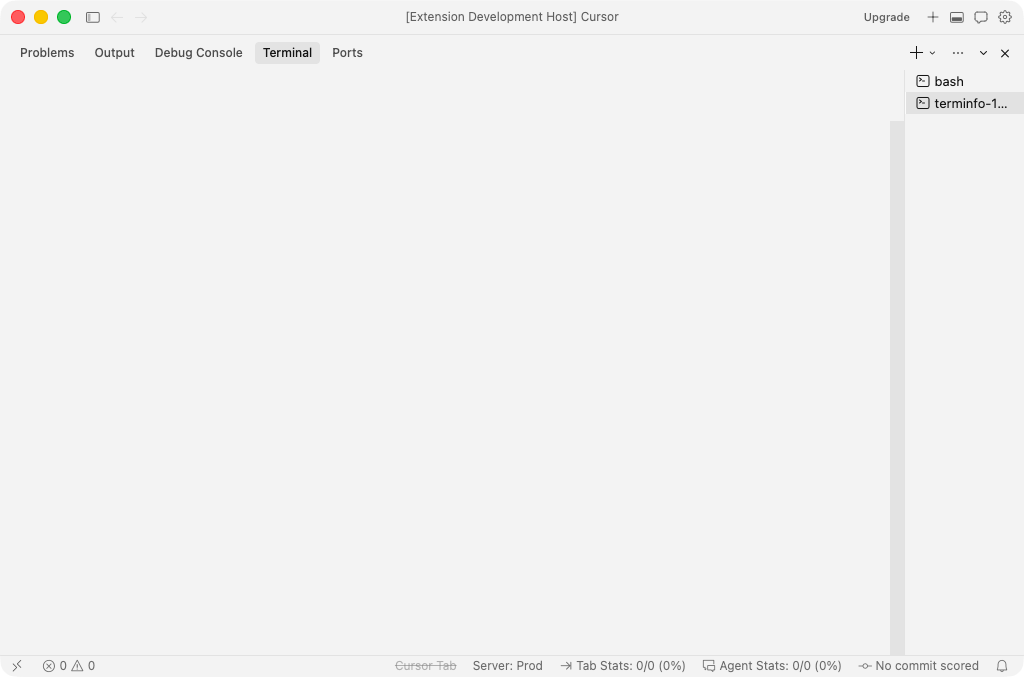 [Extension Development Host] Cursor
Upgrade
Problems Output Debug Console Terminal Ports
bash
terminfo-1...
0 0 Cursor Tab Server: Prod Tab Stats: 0/0 (0%) Agent Stats: 0/0 (0%) No commit scored